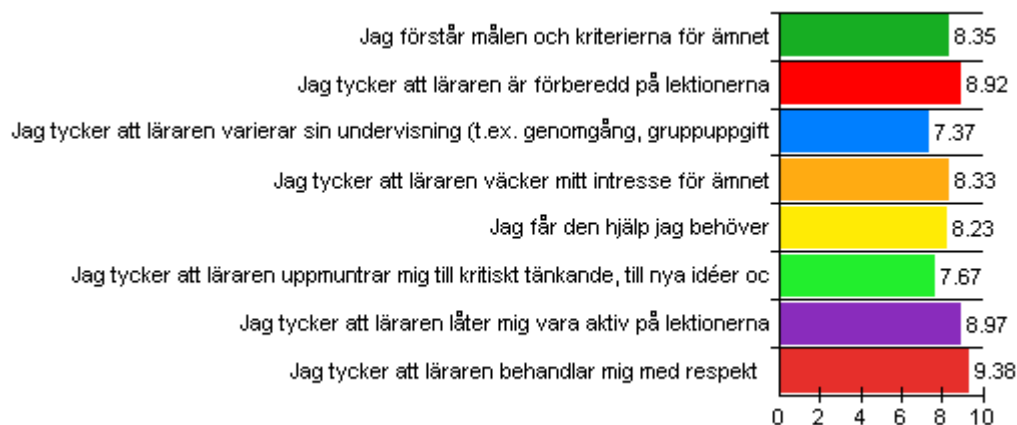 Jag förstår målen och kriterierna för ämnet 8.35
Jag tycker att läraren är förberedd på lektionerna 8.92
Jag tycker att läraren varierar sin undervisning (t.ex. genomgång, gruppuppgift 7.37
Jag tycker att läraren väcker mitt intresse för ämnet 8.33
Jag får den hjälp jag behöver 8.23
Jag tycker att läraren uppmuntrar mig till kritiskt tänkande, till nya idéer oc 7.67
Jag tycker att läraren låter mig vara aktiv på lektionerna 8.97
Jag tycker att läraren behandlar mig med respekt 9.38
0 2 4 6 8 10